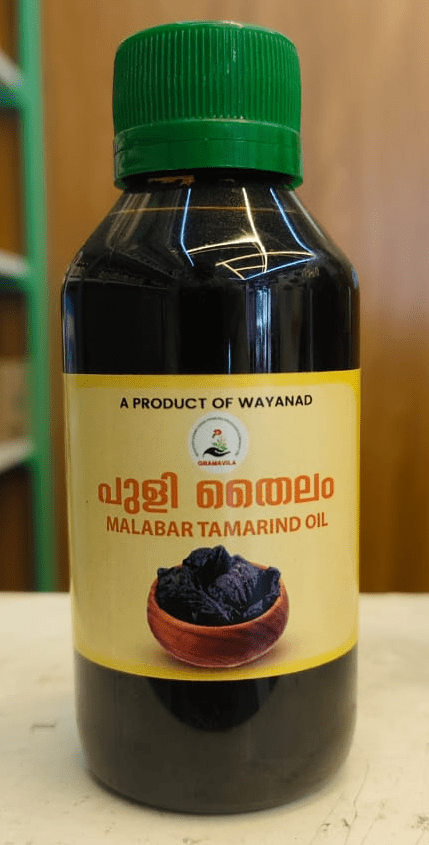 A PRODUCT OF WAYANAD
GRAMAVILA
പുളി തൈലം
MALABAR TAMARIND OIL